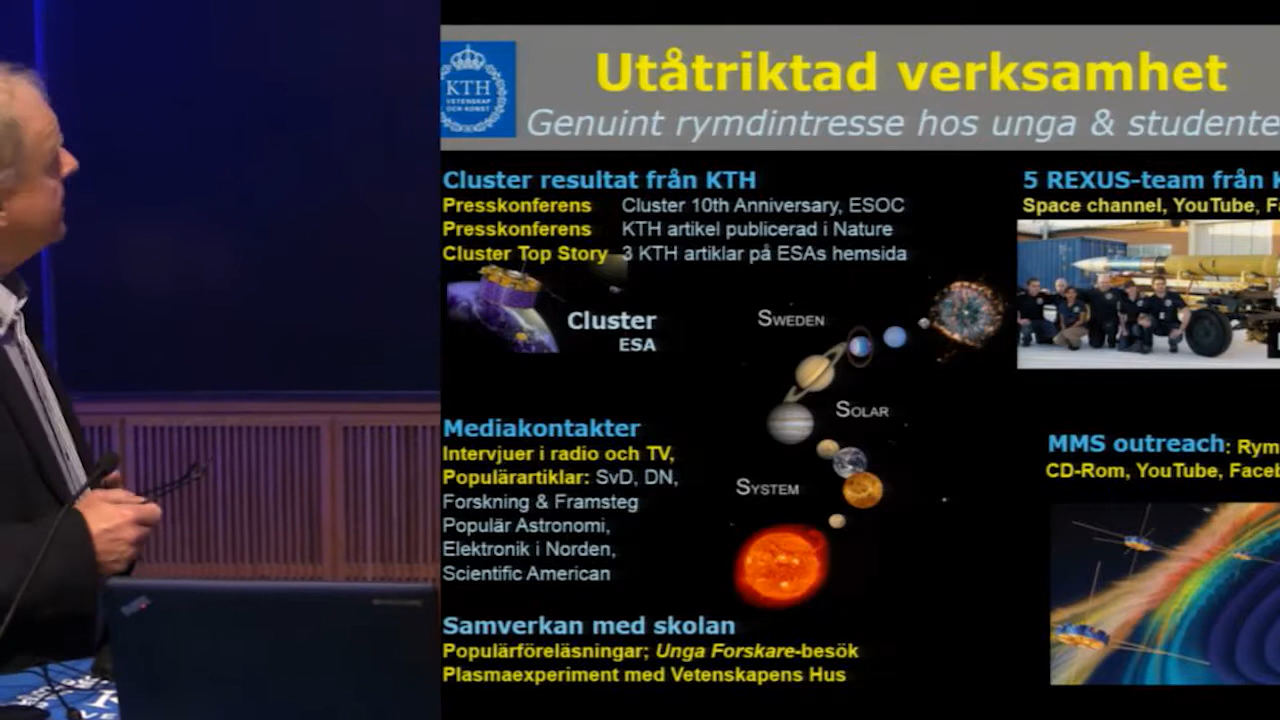 KTH
VETENSKAP
OCH KONST
Utåtriktad verksamhet
Genuint rymdintresse hos unga & studente
Cluster resultat från KTH
Presskonferens Cluster 10th Anniversary, ESOC
Presskonferens KTH artikel publicerad i Nature
Cluster Top Story 3 KTH artiklar på ESAs hemsida
Cluster
ESA
SWEDEN
SOLAR
SYSTEM
5 REXUS-team från
Space channel, YouTube,
Mediakontakter
Intervjuer i radio och TV,
Populärartiklar: SvD, DN,
Forskning & Framsteg
Populär Astronomi,
Elektronik i Norden,
Scientific American
MMS outreach: Rym
CD-Rom, YouTube, Faceb
Samverkan med skolan
Populärföreläsningar; Unga Forskare-besök
Plasmaexperiment med Vetenskapens Hus